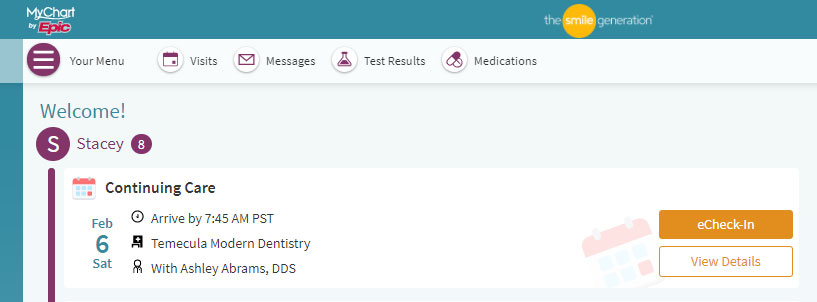 MyChart
by Epic
the smile generation
Your Menu Visits Messages Test Results Medications
Welcome!
S Stacey 8
Continuing Care
Feb
6
Sat
Arrive by 7:45 AM PST
Temecula Modern Dentistry
With Ashley Abrams, DDS
eCheck-In
View Details